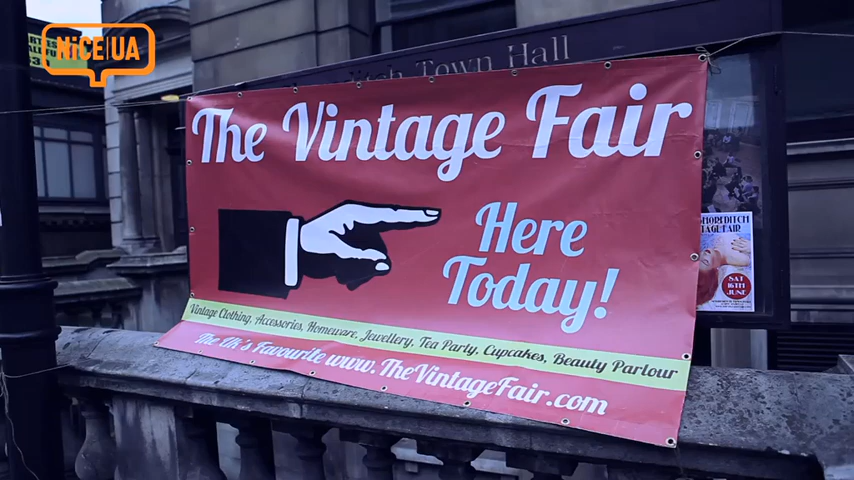 NiCE UA
Town Hall
The Vintage Fair
Here
Today!
Vintage Clothing, Accessories, Homeware, Jewellery, Tea Party, Cupcakes, Beauty Parlour
The UK's Favourite www.TheVintageFair.com
SAT
16TH
JUNE